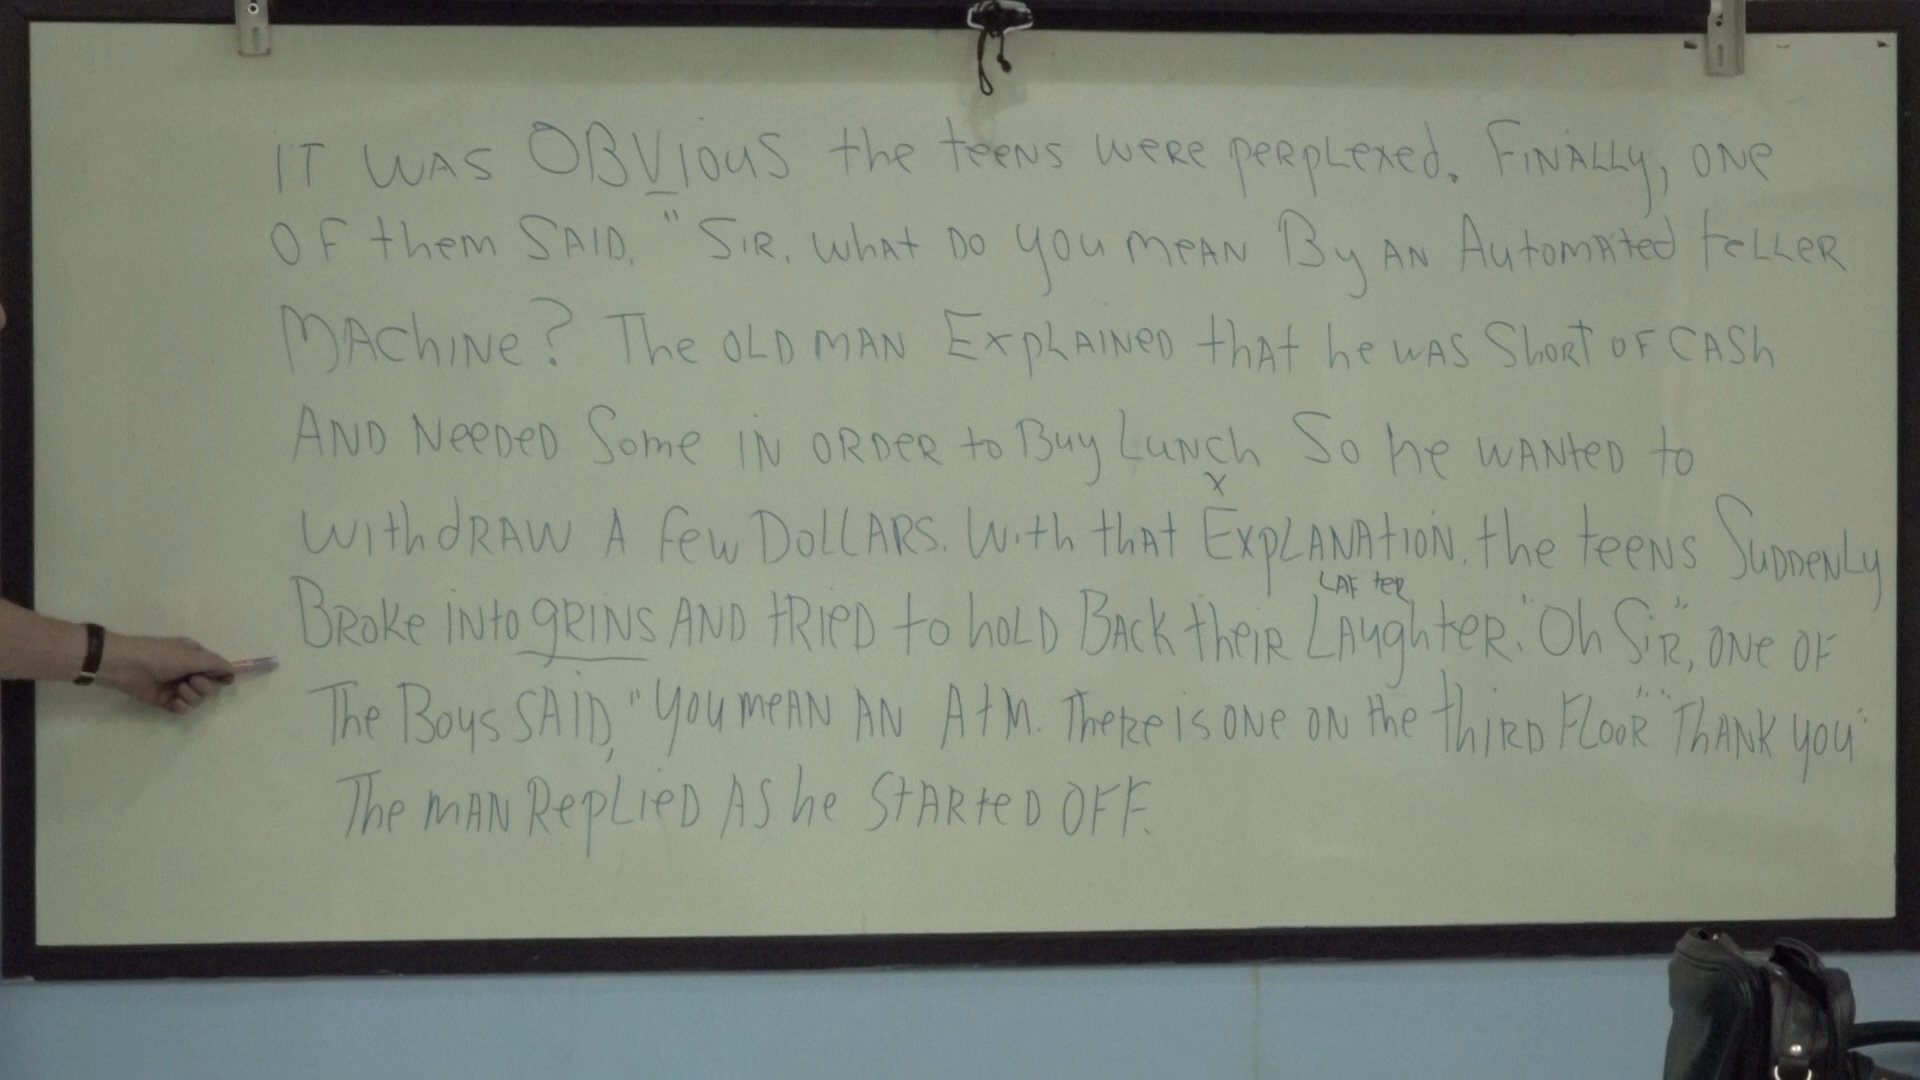 IT WAS OBVious the teens were perplexed. Finally, one
of them said, "Sir, what do you mean By an Automated teller
Machine? The old man Explained that he was Short of cash
And Needed Some in order to Buy Lunch So he wanted to
x
withdraw A few Dollars. With that Explanation, the teens Suddenly
LAF ter
Broke into grins and tried to hold Back their Laughter. "Oh Sir", one of
The Boys said, "you mean an AtM. There is one on the third Floor" "Thank you"
The man Replied As he Started off.